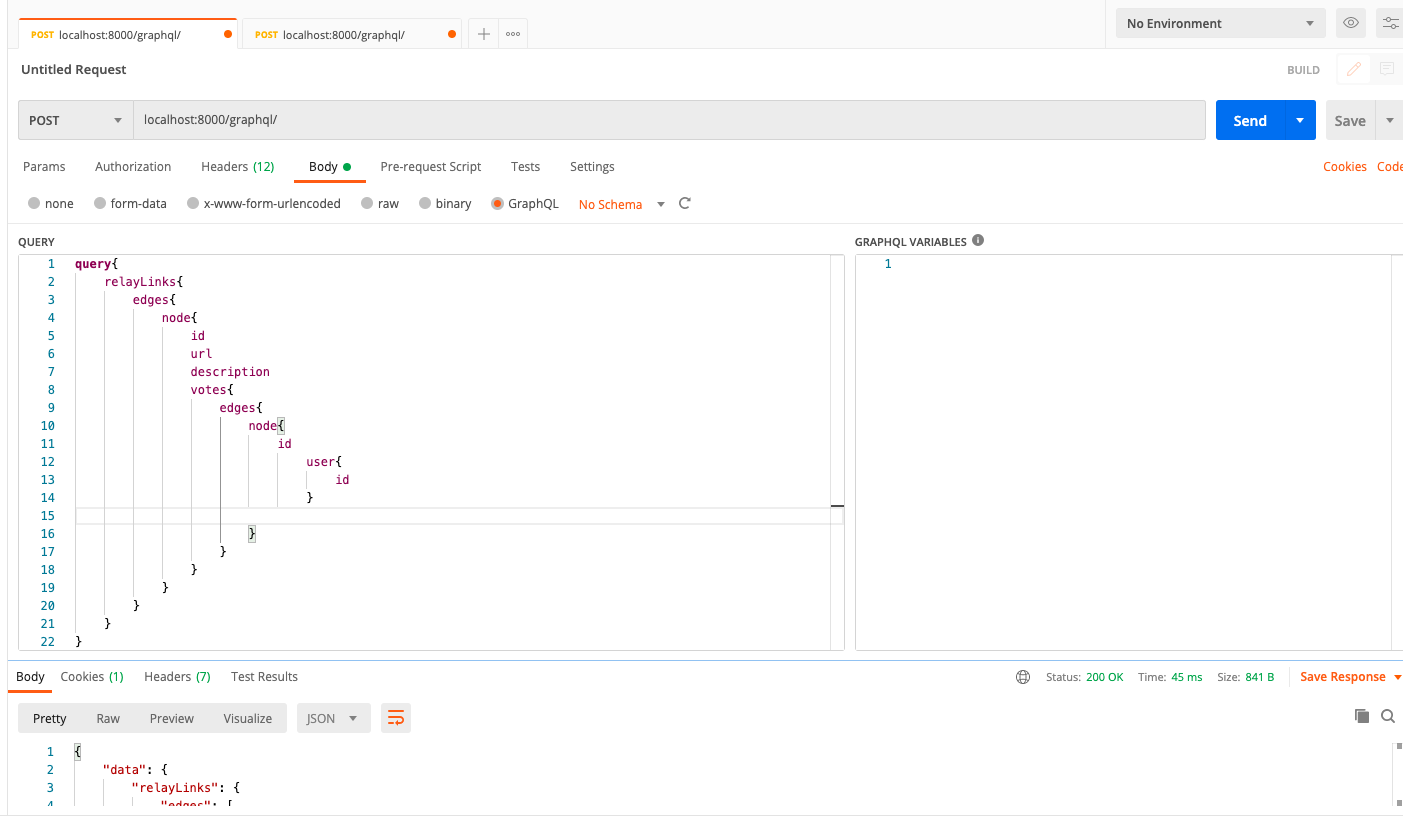 POST localhost:8000/graphql/ POST localhost:8000/graphql/ No Environment
Untitled Request BUILD
POST localhost:8000/graphql/ Send Save
Params Authorization Headers (12) Body Pre-request Script Tests Settings Cookies Code
none form-data x-www-form-urlencoded raw binary GraphQL No Schema
QUERY GRAPHQL VARIABLES
1 query{ 1
2 relayLinks{
3 edges{
4 node{
5 id
6 url
7 description
8 votes{
9 edges{
10 node{
11 id
12 user{
13 id
14 }
15
16 }
17 }
18 }
19 }
20 }
21 }
22 }
Body Cookies (1) Headers (7) Test Results Status: 200 OK Time: 45 ms Size: 841 B Save Response
Pretty Raw Preview Visualize JSON
1 {
2 "data": {
3 "relayLinks": {
4 "edges": [